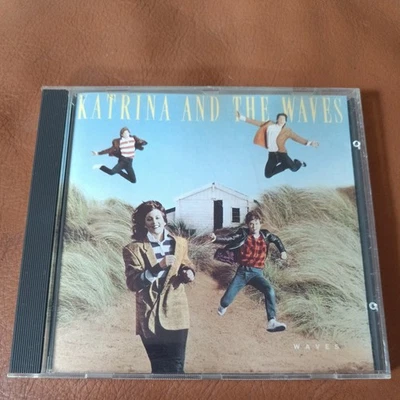 KATRINA AND THE WAVES
WAVES